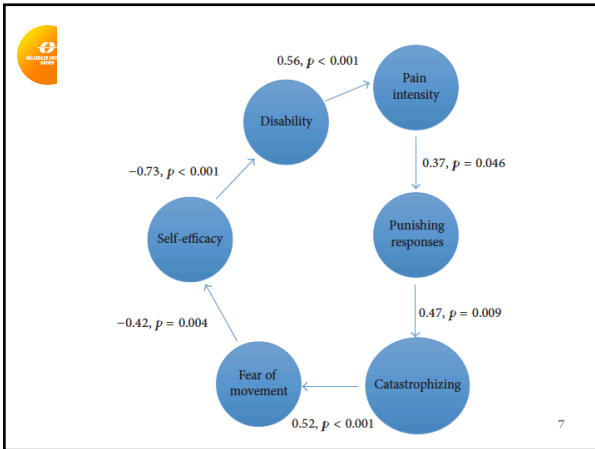 0.56, p < 0.001
Pain
intensity
Disability
−0.73, p < 0.001
0.37, p = 0.046
Self-efficacy
Punishing
responses
−0.42, p = 0.004
0.47, p = 0.009
Fear of
movement
Catastrophizing
0.52, p < 0.001
7